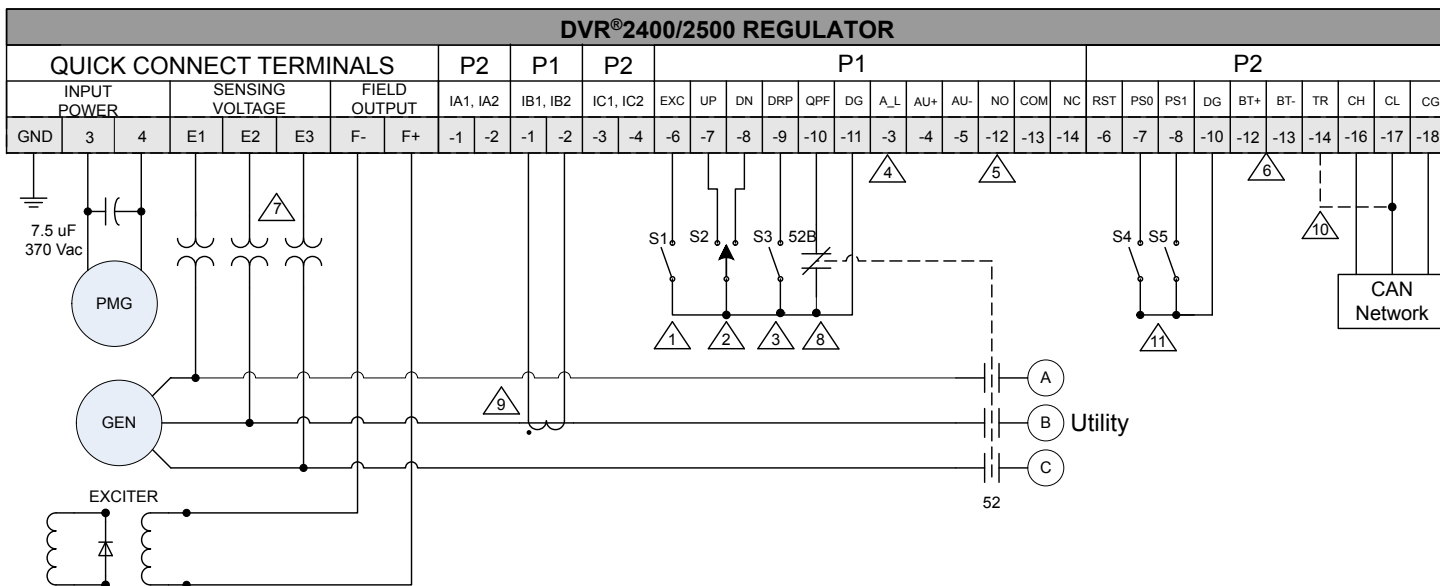 DVR®2400/2500 REGULATOR
QUICK CONNECT TERMINALS P2 P1 P2 P1 P2
INPUT POWER SENSING VOLTAGE FIELD OUTPUT IA1, IA2 IB1, IB2 IC1, IC2 EXC UP DN DRP QPF DG A_L AU+ AU- NO COM NC RST PS0 PS1 DG BT+ BT- TR CH CL CG
GND 3 4 E1 E2 E3 F- F+ -1 -2 -1 -2 -3 -4 -6 -7 -8 -9 -10 -11 -3 -4 -5 -12 -13 -14 -6 -7 -8 -10 -12 -13 -14 -16 -17 -18
4 5 6
7
7.5 uF
370 Vac
10
S1 S2 S3 52B S4 S5
PMG
CAN
Network
1 2 3 8 11
A
9
GEN
B Utility
C
EXCITER
52